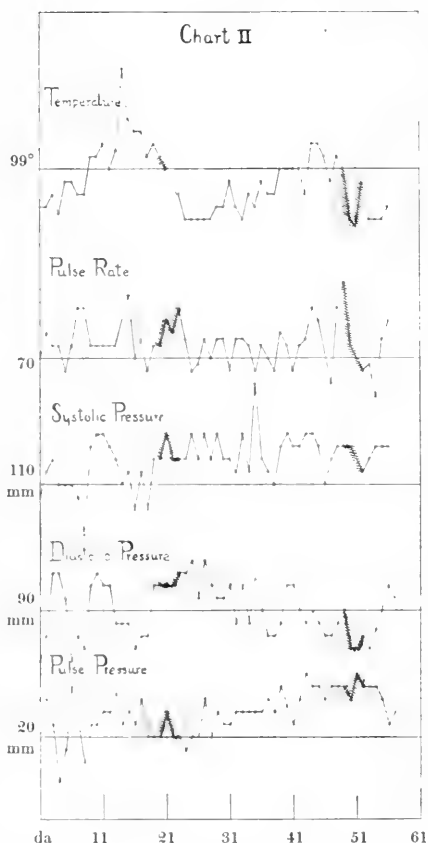 Chart II
Temperature
99°
Pulse Rate
70
Systolic Pressure
110
mm
Pressure
90
mm
Pulse Pressure
20
mm
da 11 21 31 41 51 61